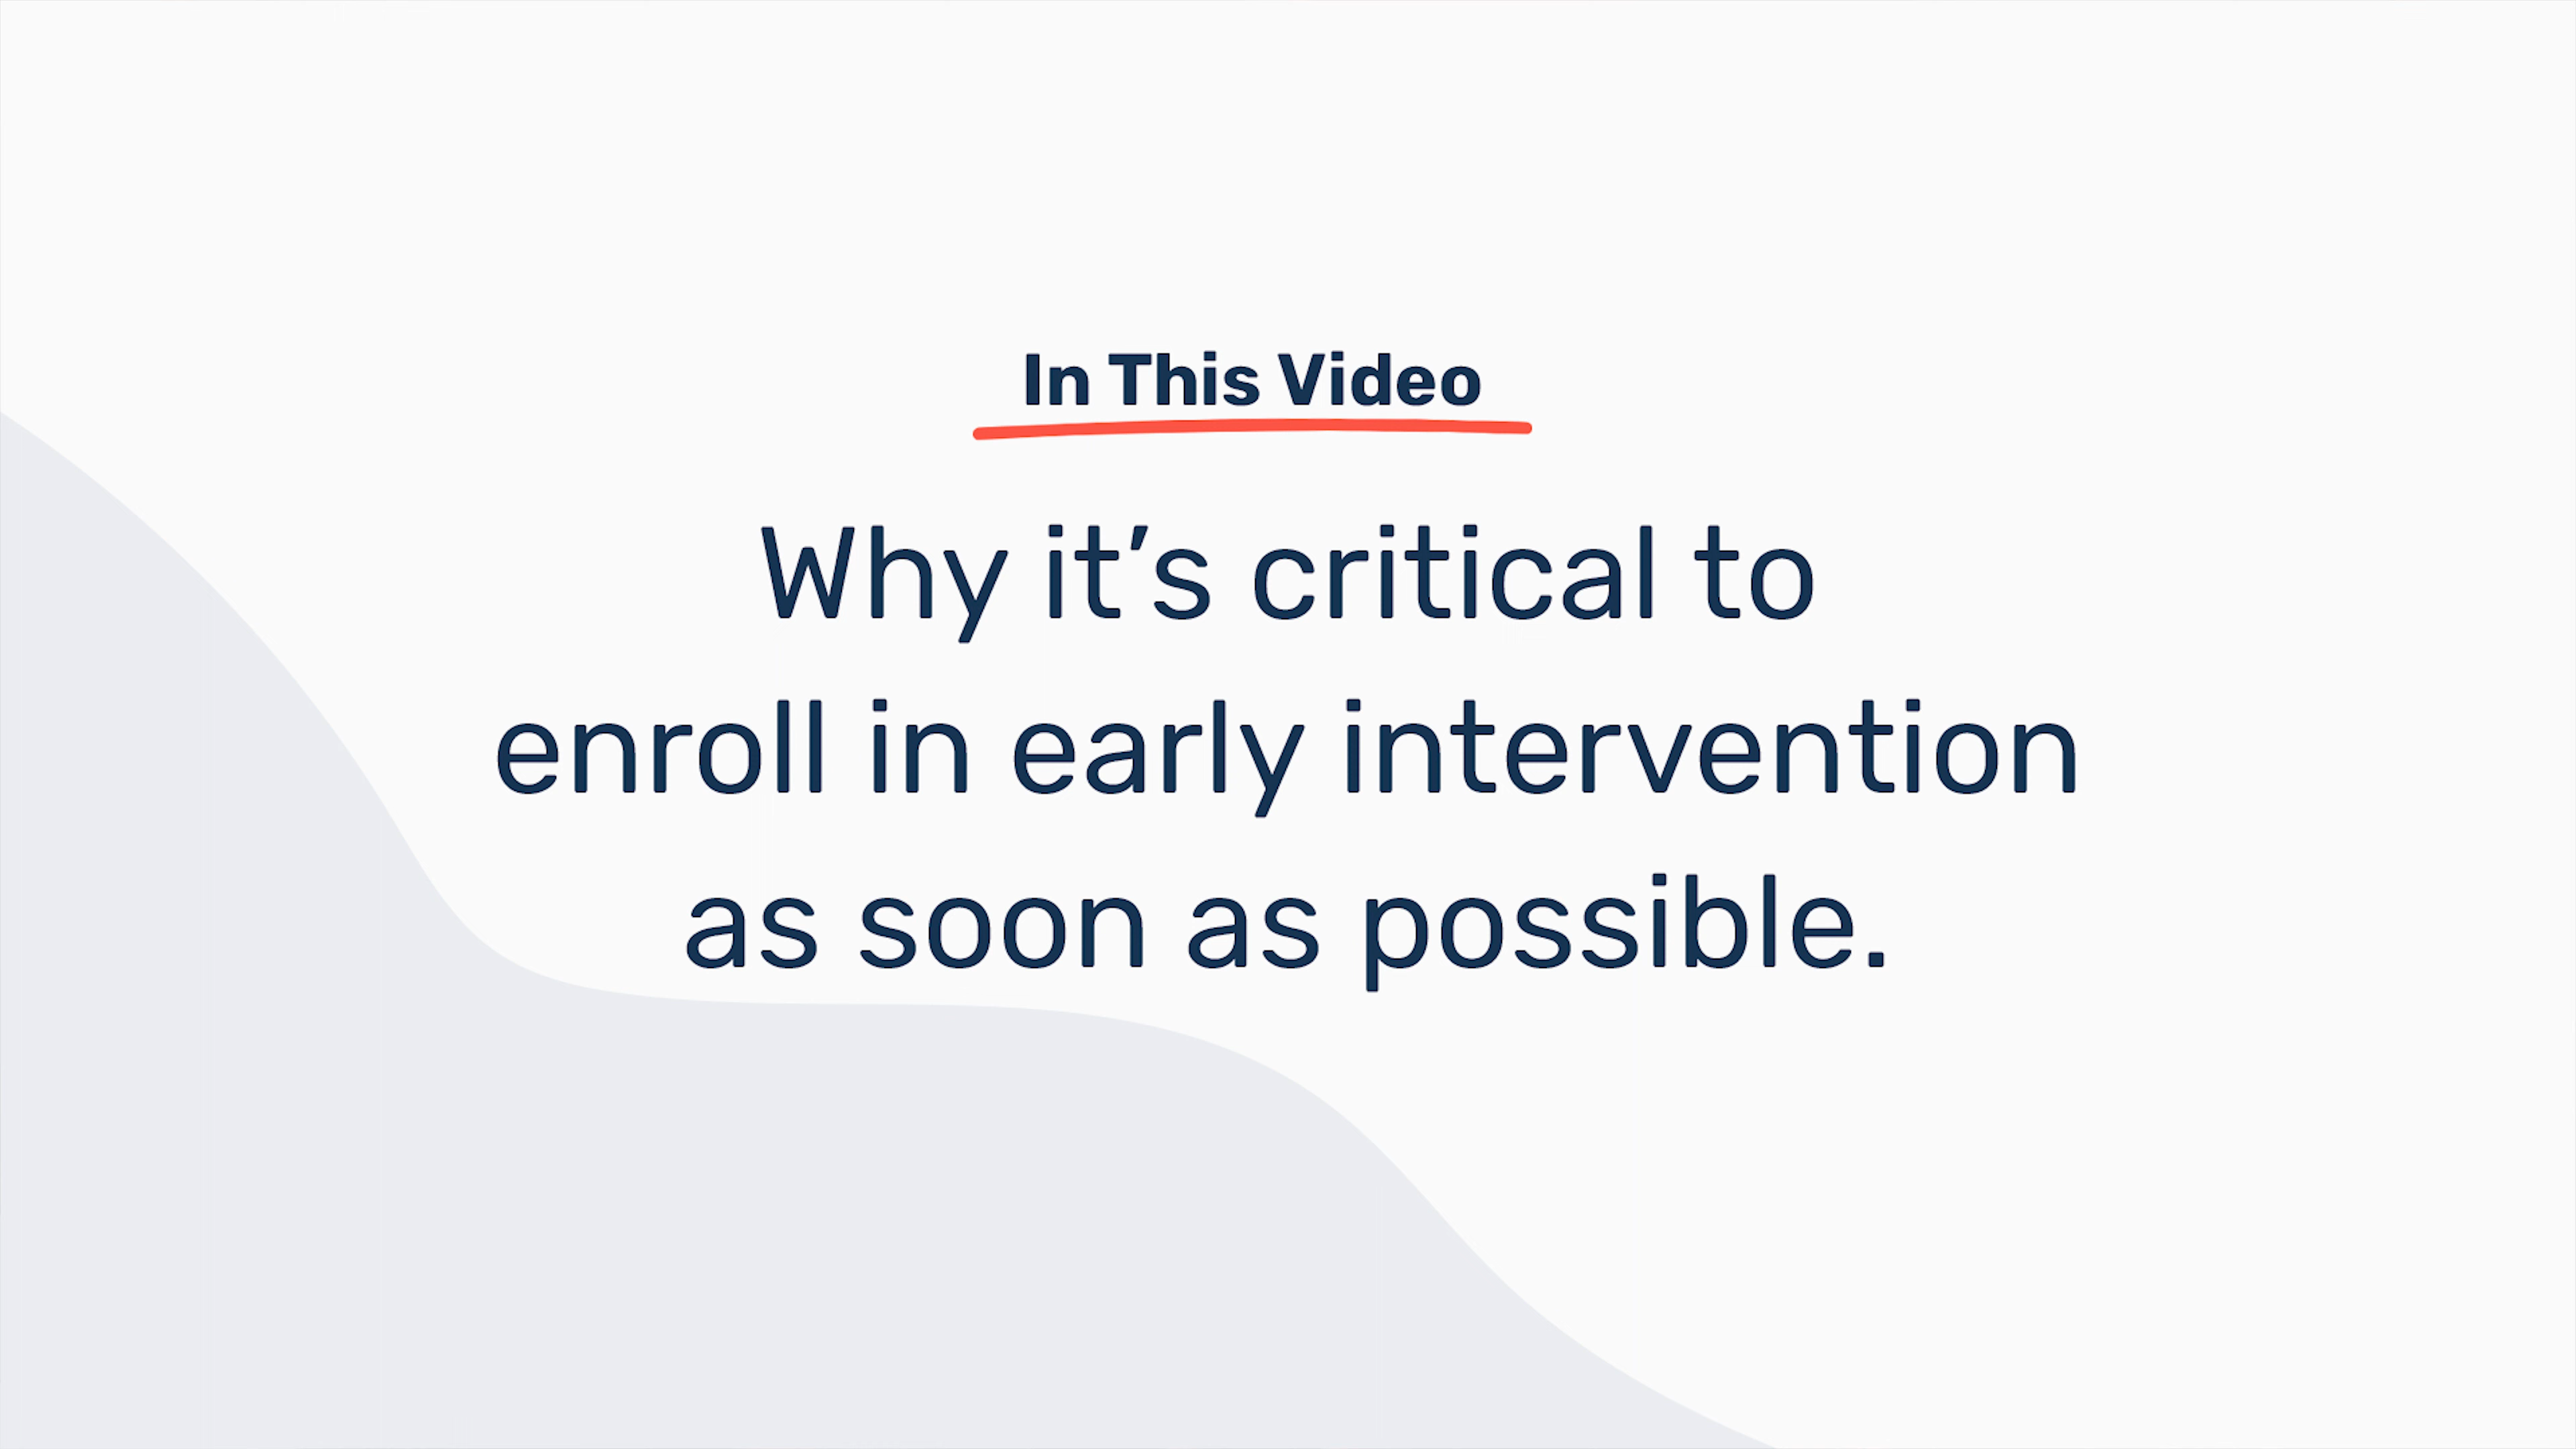 In This Video
Why it’s critical to
enroll in early intervention
as soon as possible.